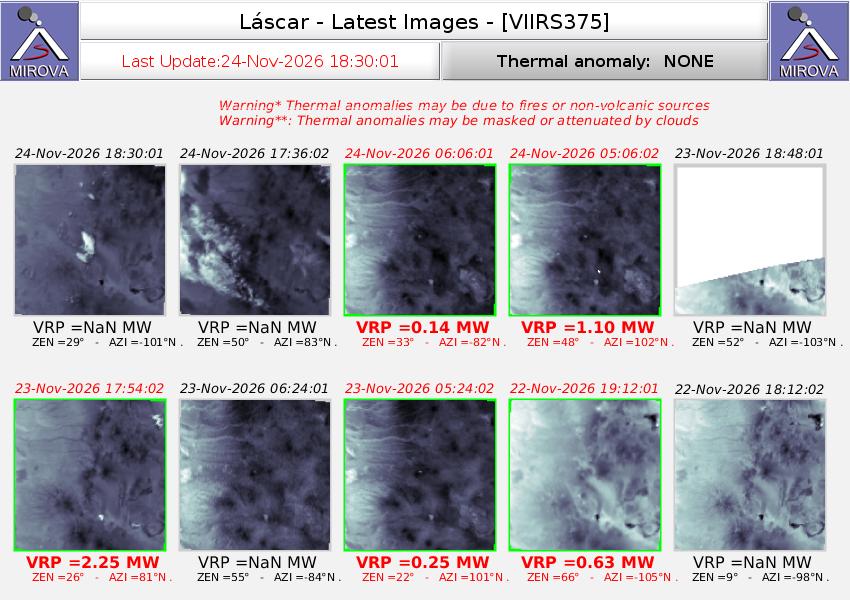 Láscar - Latest Images - [VIIRS375]
MIROVA
Last Update:24-Nov-2026 18:30:01
Thermal anomaly: NONE
MIROVA
Warning* Thermal anomalies may be due to fires or non-volcanic sources
Warning**: Thermal anomalies may be masked or attenuated by clouds
24-Nov-2026 18:30:01
24-Nov-2026 17:36:02
24-Nov-2026 06:06:01
24-Nov-2026 05:06:02
23-Nov-2026 18:48:01
VRP =NaN MW
VRP =NaN MW
VRP =0.14 MW
VRP =1.10 MW
VRP =NaN MW
ZEN =29° - AZI =-101°N .
ZEN =50° - AZI =83°N .
ZEN =33° - AZI =-82°N .
ZEN =48° - AZI =102°N .
ZEN =52° - AZI =-103°N .
23-Nov-2026 17:54:02
23-Nov-2026 06:24:01
23-Nov-2026 05:24:02
22-Nov-2026 19:12:01
22-Nov-2026 18:12:02
VRP =2.25 MW
VRP =NaN MW
VRP =0.25 MW
VRP =0.63 MW
VRP =NaN MW
ZEN =26° - AZI =81°N .
ZEN =55° - AZI =-84°N .
ZEN =22° - AZI =101°N .
ZEN =66° - AZI =-105°N .
ZEN =9° - AZI =-98°N .